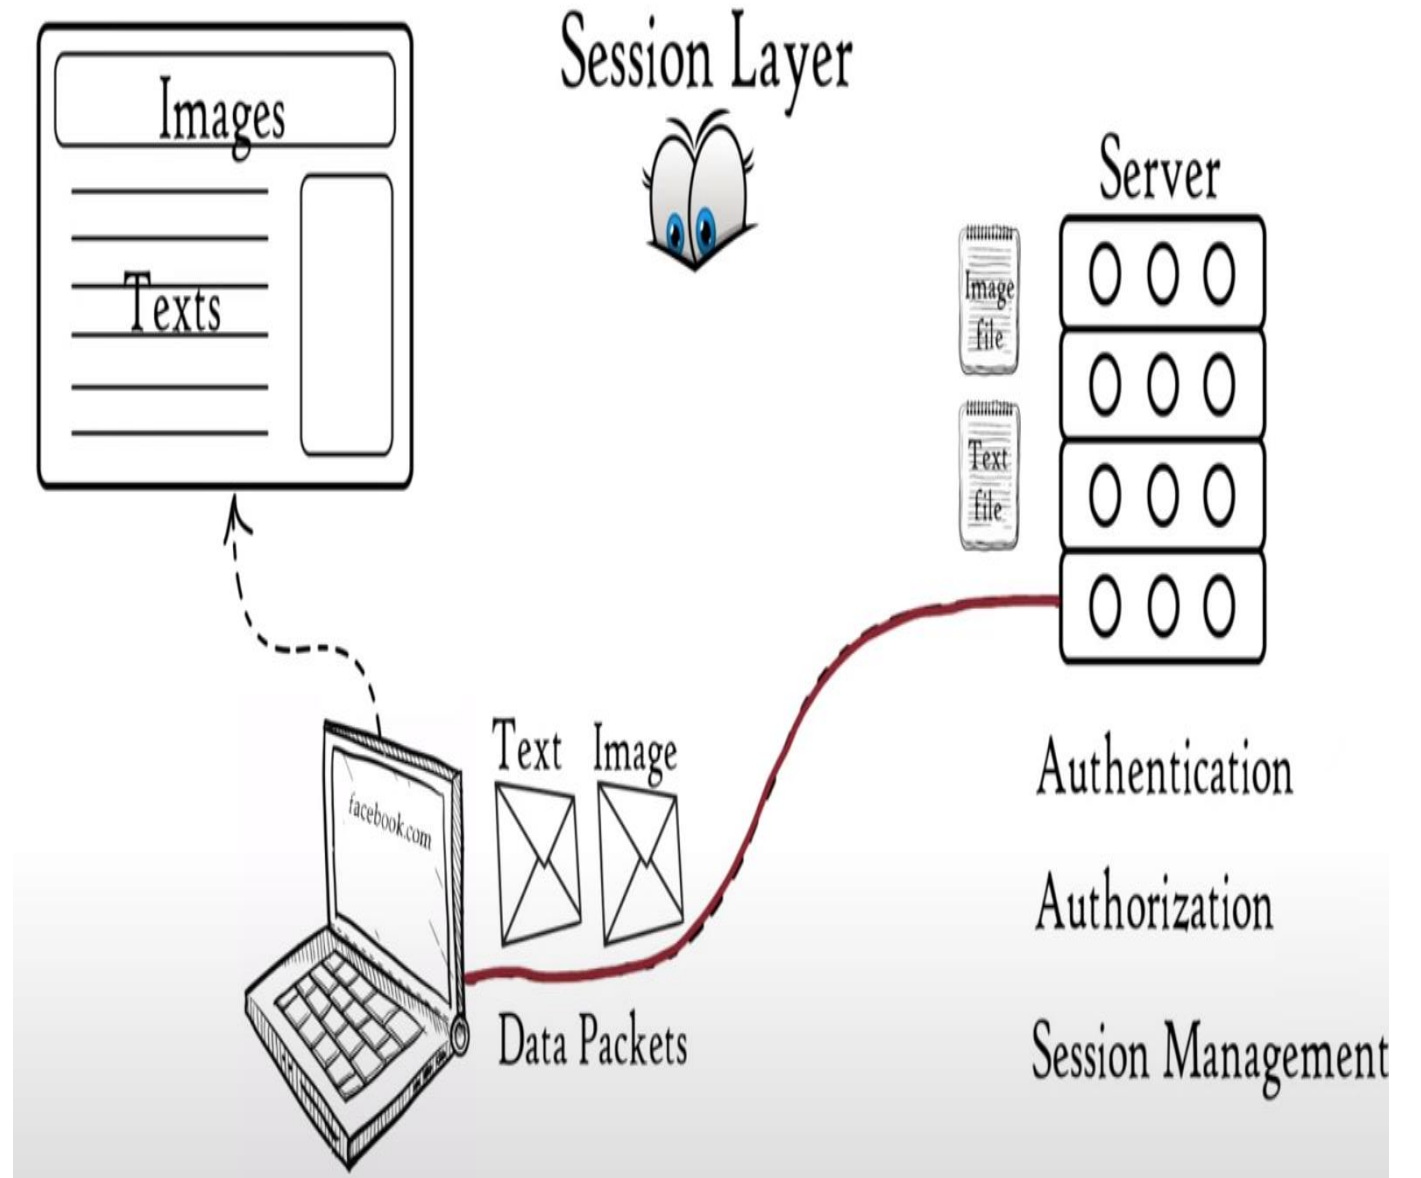 Session Layer
Images
Texts
Server
Image
file
Text
file
facebook.com
Text Image
Data Packets
Authentication
Authorization
Session Management